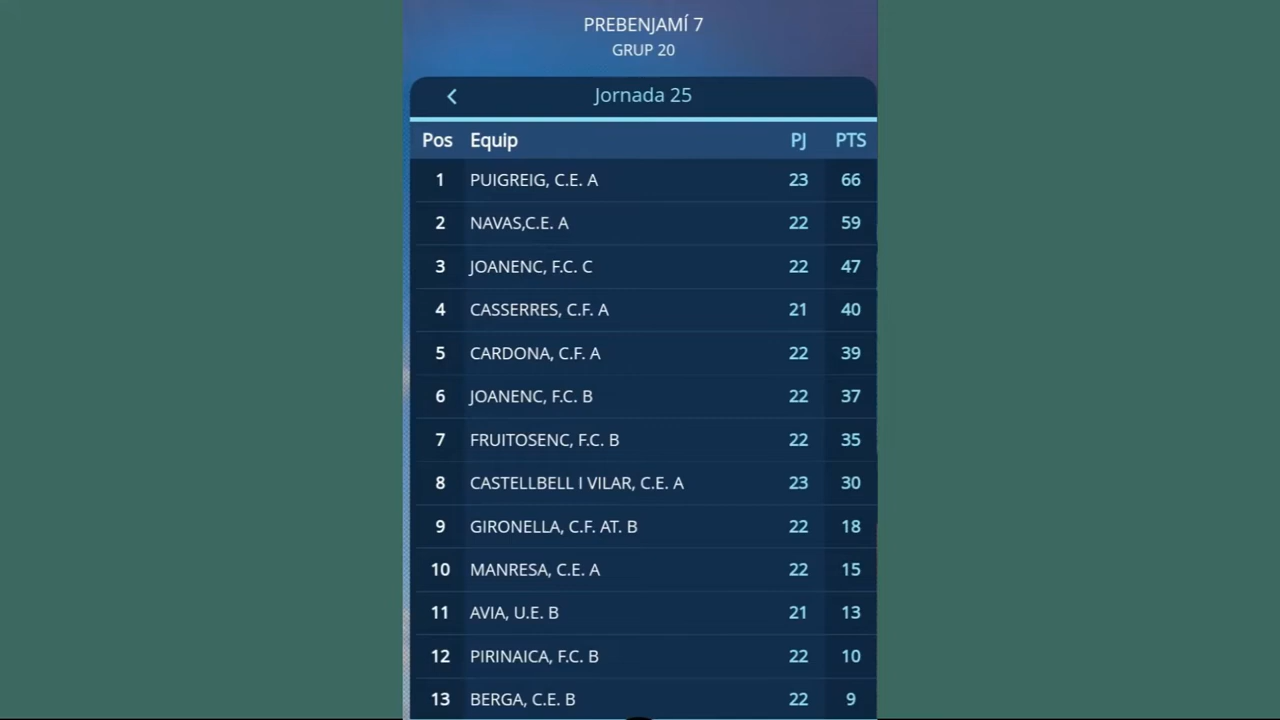 PREBENJAMÍ 7
GRUP 20
Jornada 25
Pos Equip PJ PTS
1 PUIGREIG, C.E. A 23 66
2 NAVAS,C.E. A 22 59
3 JOANENC, F.C. C 22 47
4 CASSERRES, C.F. A 21 40
5 CARDONA, C.F. A 22 39
6 JOANENC, F.C. B 22 37
7 FRUITOSENC, F.C. B 22 35
8 CASTELLBELL I VILAR, C.E. A 23 30
9 GIRONELLA, C.F. AT. B 22 18
10 MANRESA, C.E. A 22 15
11 AVIA, U.E. B 21 13
12 PIRINAICA, F.C. B 22 10
13 BERGA, C.E. B 22 9